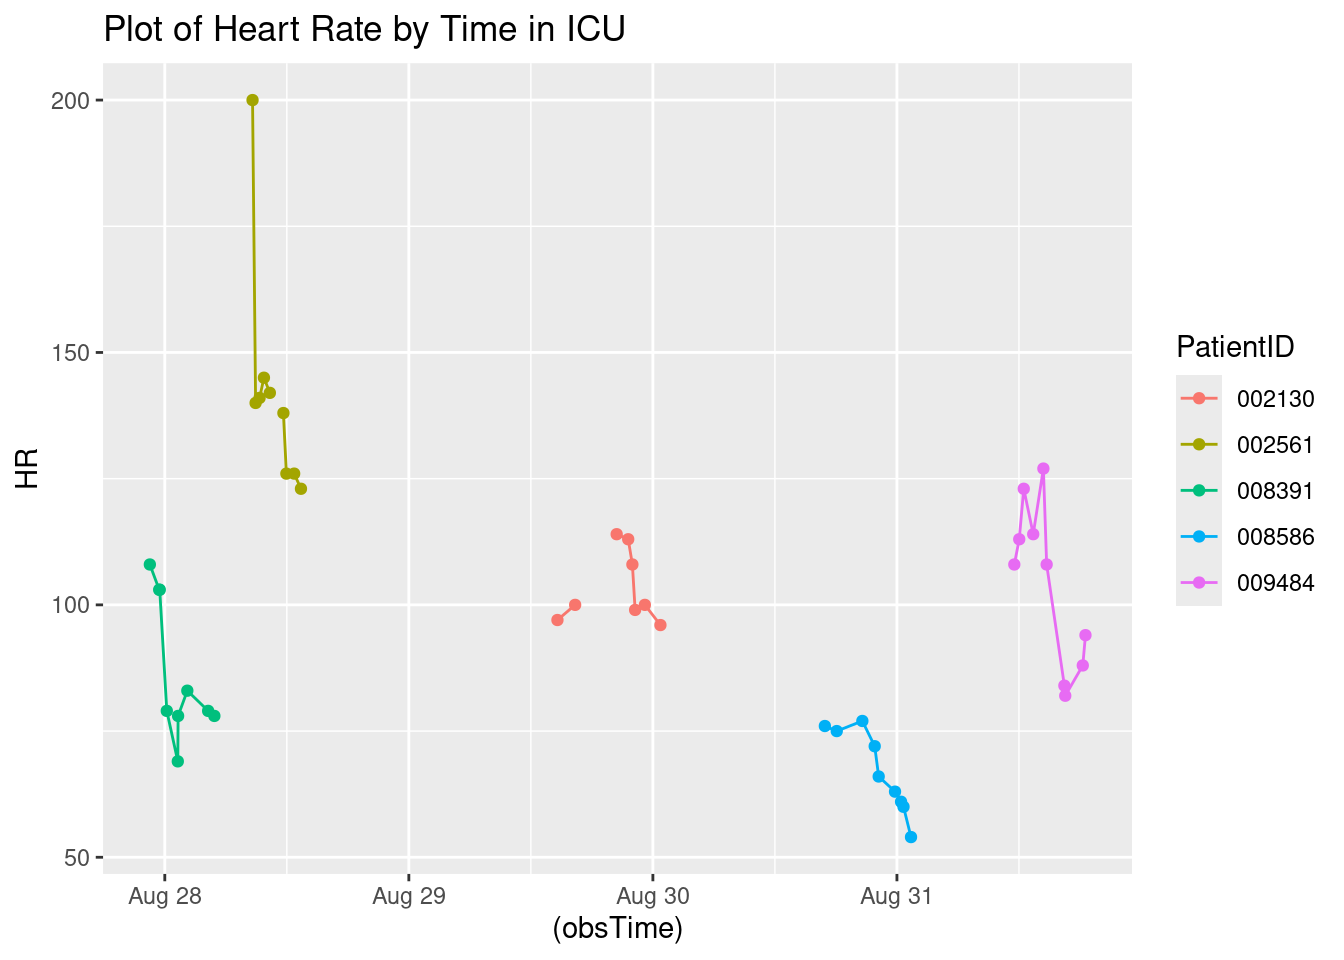 Plot of Heart Rate by Time in ICU
200
150
100
50
HR
Aug 28 Aug 29 Aug 30 Aug 31
(obsTime)
PatientID
002130
002561
008391
008586
009484